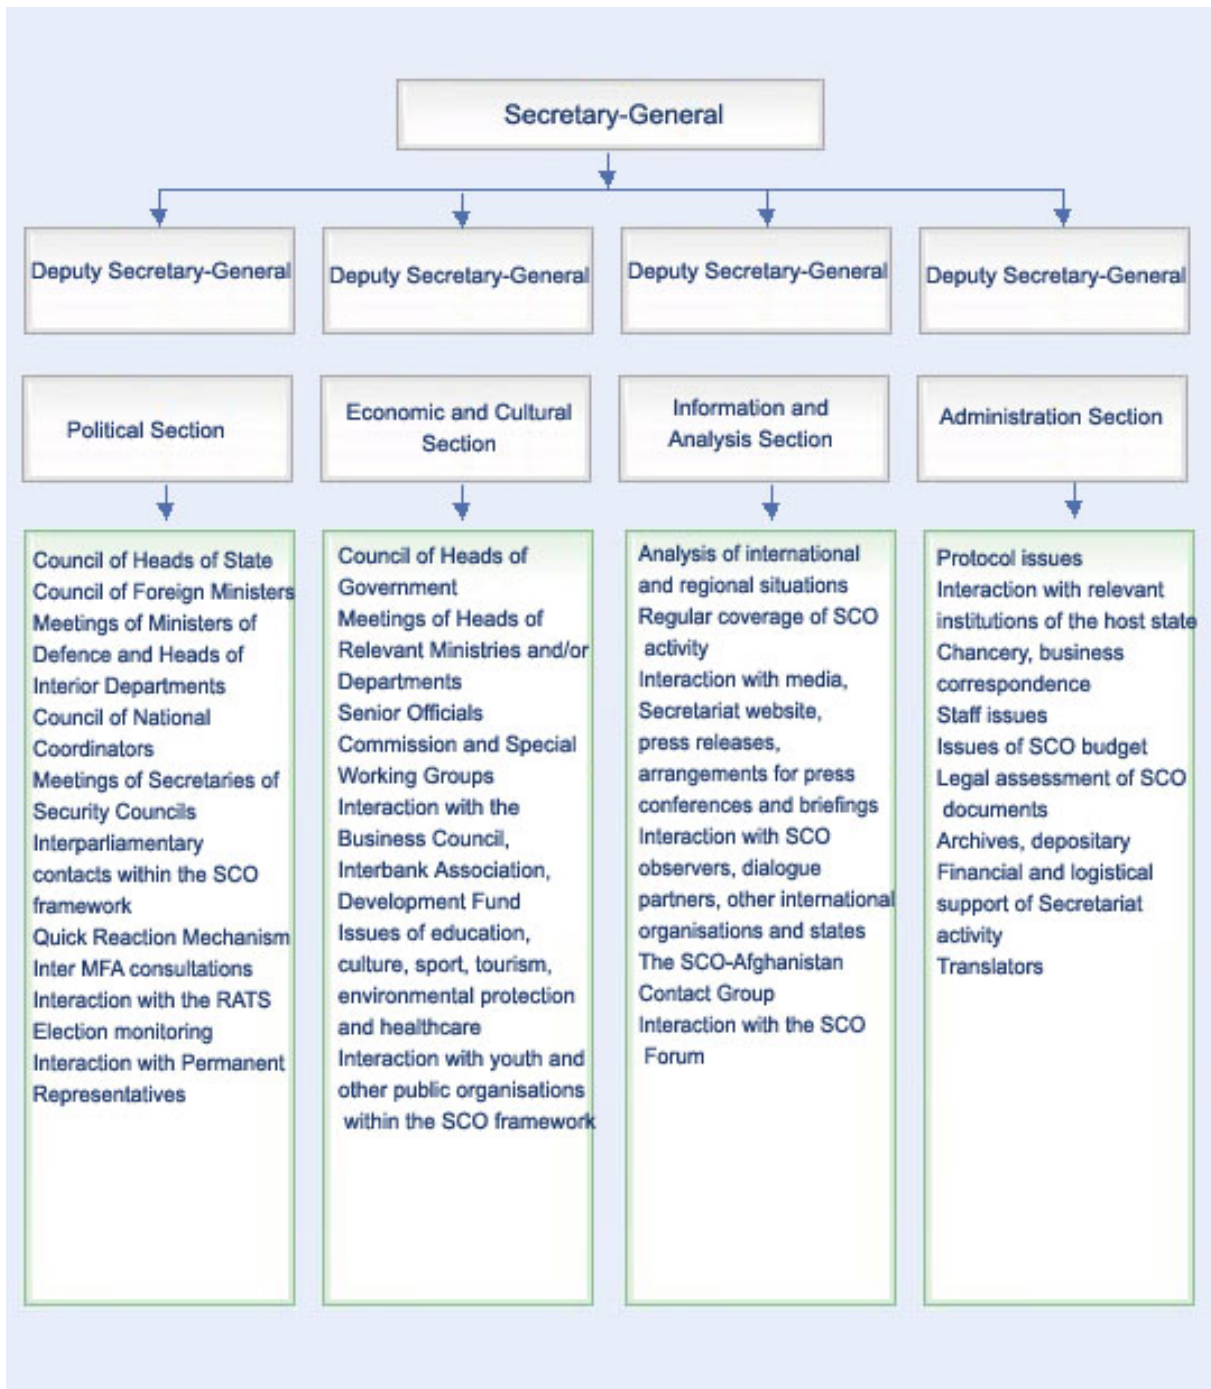 Secretary-General
Deputy Secretary-General
Deputy Secretary-General
Deputy Secretary-General
Deputy Secretary-General
Political Section
Economic and Cultural
Section
Information and
Analysis Section
Administration Section
Council of Heads of State
Council of Foreign Ministers
Meetings of Ministers of
Defence and Heads of
Interior Departments
Council of National
Coordinators
Meetings of Secretaries of
Security Councils
Interparliamentary
contacts within the SCO
framework
Quick Reaction Mechanism
Inter MFA consultations
Interaction with the RATS
Election monitoring
Interaction with Permanent
Representatives
Council of Heads of
Government
Meetings of Heads of
Relevant Ministries and/or
Departments
Senior Officials
Commission and Special
Working Groups
Interaction with the
Business Council,
Interbank Association,
Development Fund
Issues of education,
culture, sport, tourism,
environmental protection
and healthcare
Interaction with youth and
other public organisations
within the SCO framework
Analysis of international
and regional situations
Regular coverage of SCO
activity
Interaction with media,
Secretariat website,
press releases,
arrangements for press
conferences and briefings
Interaction with SCO
observers, dialogue
partners, other international
organisations and states
The SCO-Afghanistan
Contact Group
Interaction with the SCO
Forum
Protocol issues
Interaction with relevant
institutions of the host state
Chancery, business
correspondence
Staff issues
Issues of SCO budget
Legal assessment of SCO
documents
Archives, depositary
Financial and logistical
support of Secretariat
activity
Translators